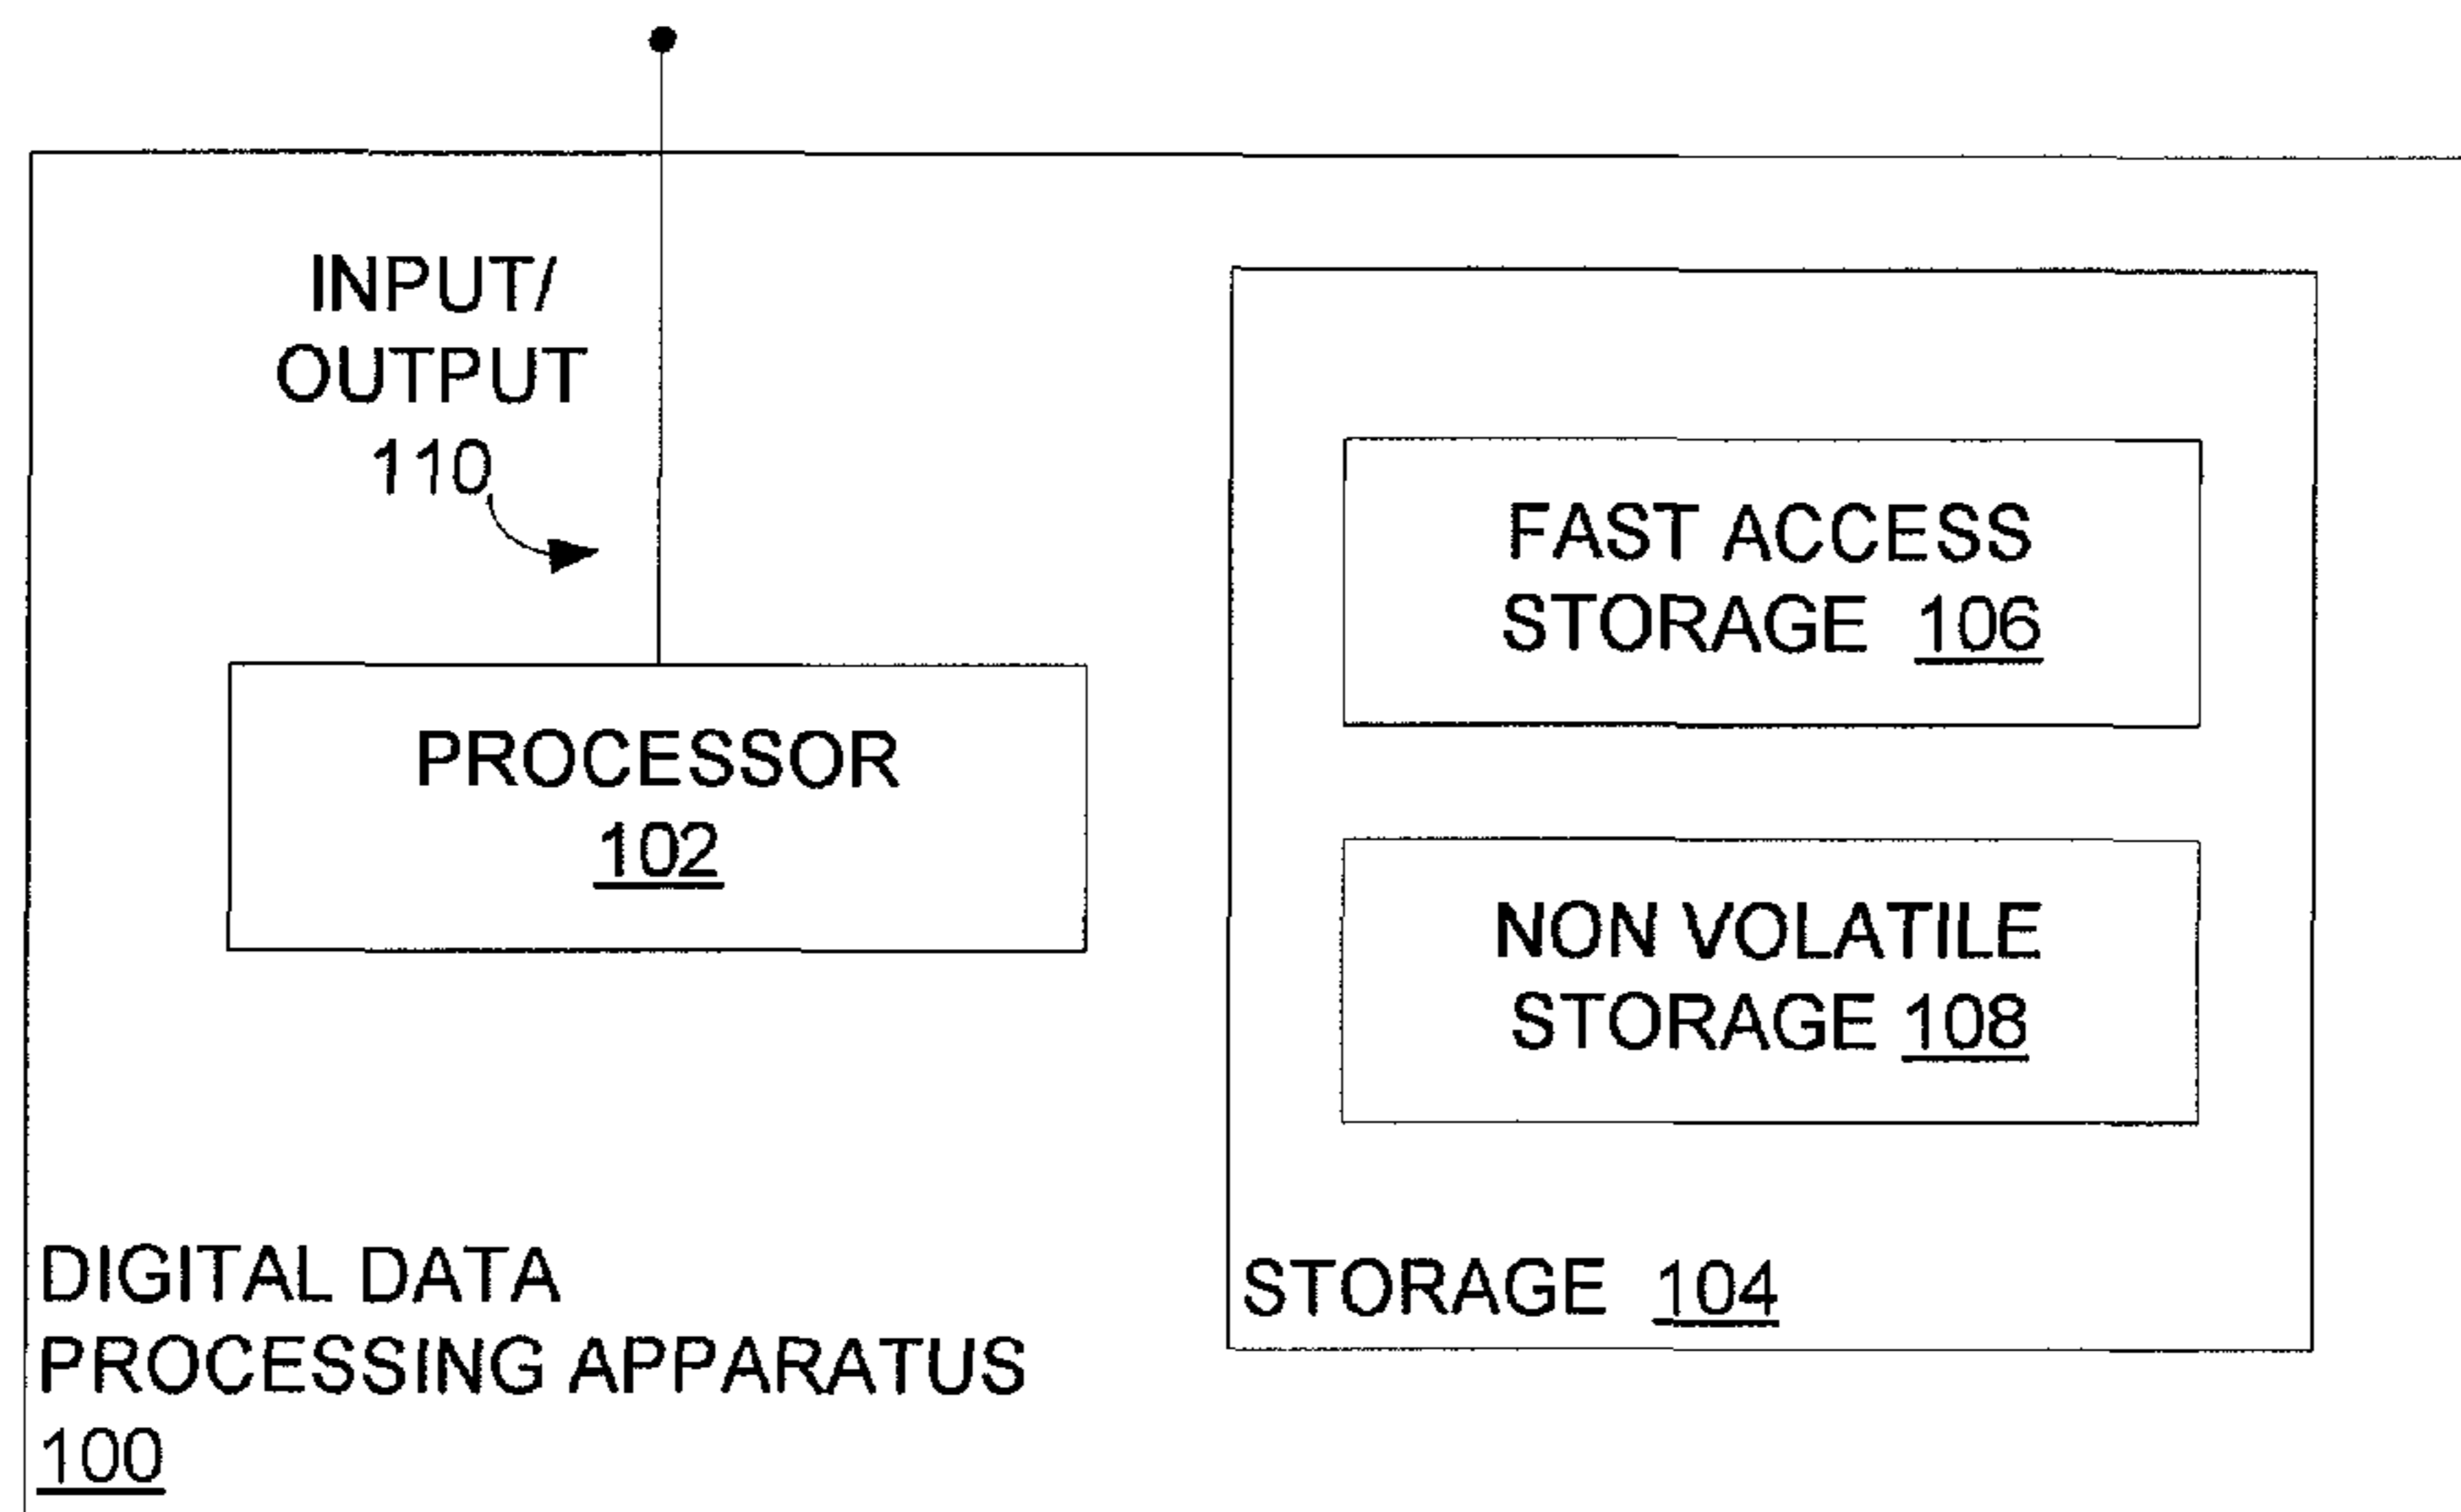 INPUT/
OUTPUT
110
PROCESSOR
102
FAST ACCESS
STORAGE 106
NON VOLATILE
STORAGE 108
STORAGE 104
DIGITAL DATA
PROCESSING APPARATUS
100